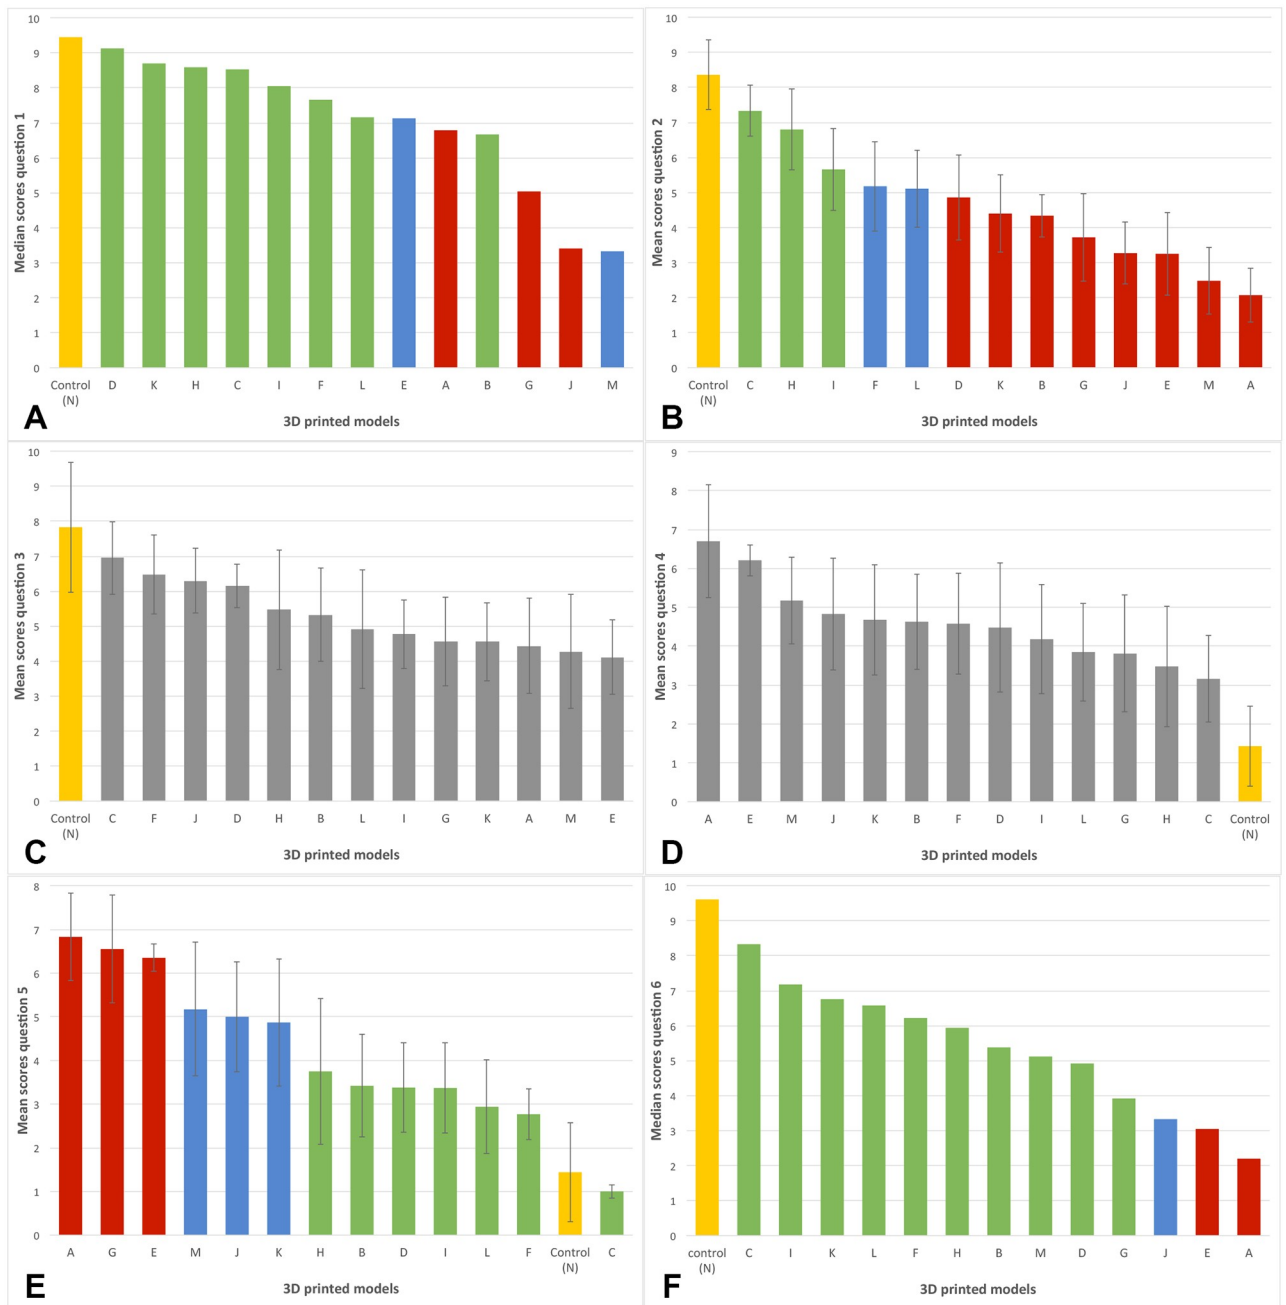 Median scores question 1
10
9
8
7
6
5
4
3
2
1
0
Control D K H C I F L E A B G J M
(N)
3D printed models
A
Mean scores question 2
10
9
8
7
6
5
4
3
2
1
0
Control C H I F L D K B G J E M A
(N)
3D printed models
B
Mean scores question 3
10
9
8
7
6
5
4
3
2
1
0
Control C F J D H B L I G K A M E
(N)
3D printed models
C
Mean scores question 4
9
8
7
6
5
4
3
2
1
0
A E M J K B F D I L G H C Control
(N)
3D printed models
D
Mean scores question 5
8
7
6
5
4
3
2
1
0
A G E M J K H B D I L F Control C
(N)
3D printed models
E
Median scores question 6
10
9
8
7
6
5
4
3
2
1
0
control C I K L F H B M D G J E A
(N)
3D printed models
F